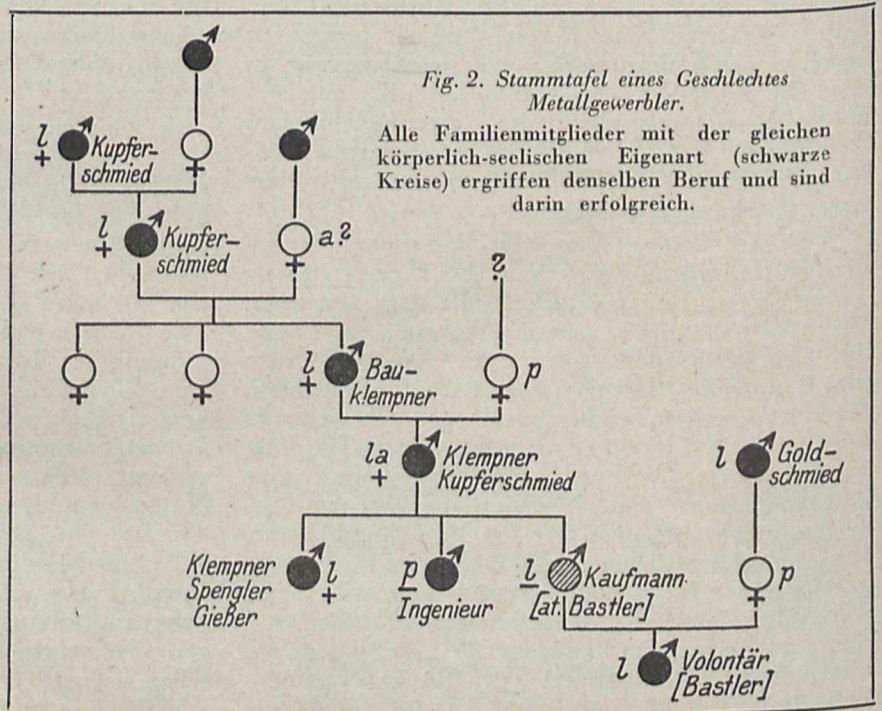 Fig. 2. Stammtafel eines Geschlechtes
Metallgewerbler.
Alle Familienmitglieder mit der gleichen
körperlich-seelischen Eigenart (schwarze
Kreise) ergriffen denselben Beruf und sind
darin erfolgreich.
l
+
Kupfer-
schmied
l
+
Kupfer-
schmied
a?
?
l
+
Bau-
klempner
p
la
+
Klempner
Kupferschmied
l
Gold-
schmied
Klempner
Spengler
Gießer
l
+
p
Ingenieur
l
Kaufmann
[at. Bastler]
p
l
Volontär
[Bastler]